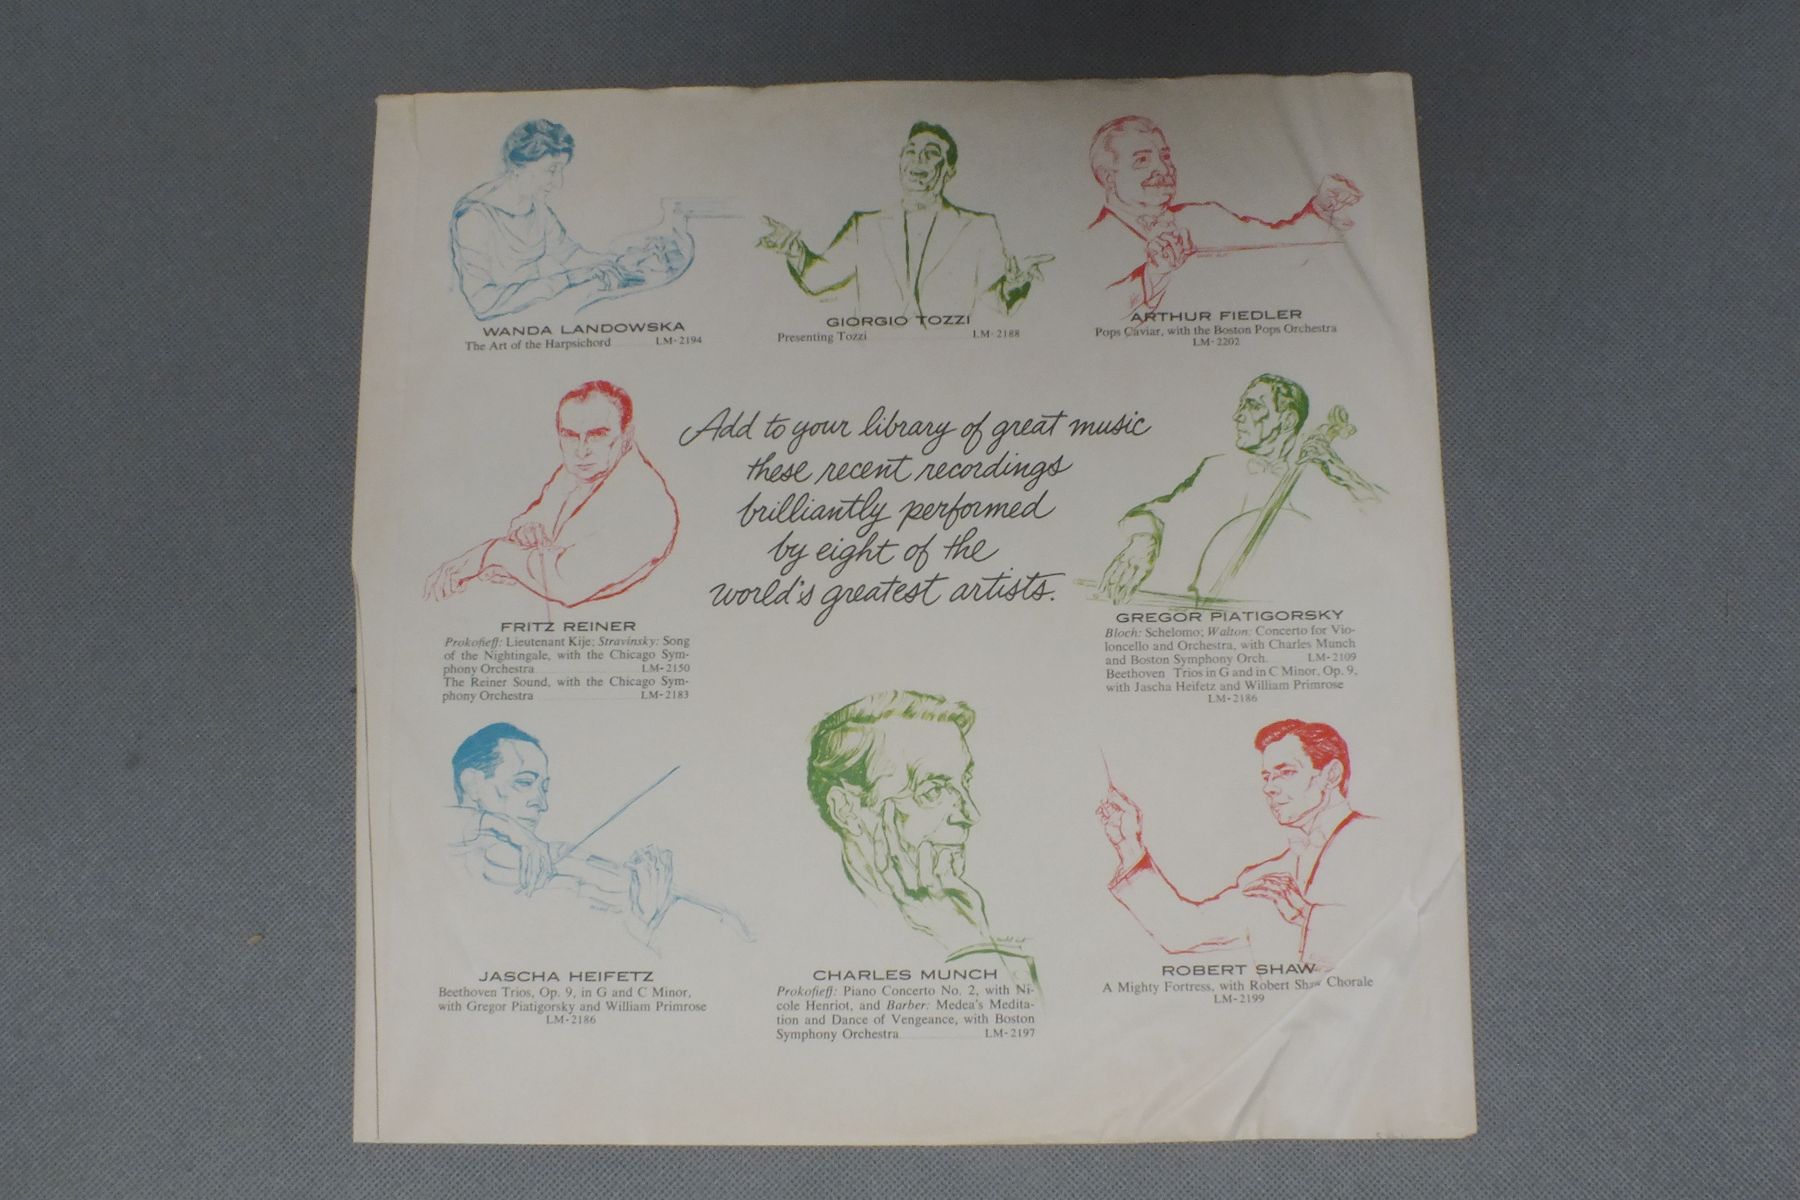 WANDA LANDOWSKA
The Art of the Harpsichord LM-2194
GIORGIO TOZZI
Presenting Tozzi LM-2188
ARTHUR FIEDLER
Pops Caviar, with the Boston Pops Orchestra
LM-2202
Add to your library of great music
these recent recordings
brilliantly performed
by eight of the
world's greatest artists.
FRITZ REINER
Prokofieff: Lieutenant Kije; Stravinsky: Song
of the Nightingale, with the Chicago Sym-
phony Orchestra LM-2150
The Reiner Sound, with the Chicago Sym-
phony Orchestra LM-2183
GREGOR PIATIGORSKY
Bloch: Schelomo; Walton: Concerto for Vio-
loncello and Orchestra, with Charles Munch
and Boston Symphony Orch. LM-2109
Beethoven Trios in G and in C Minor, Op. 9,
with Jascha Heifetz and William Primrose
LM-2186
JASCHA HEIFETZ
Beethoven Trios, Op. 9, in G and C Minor,
with Gregor Piatigorsky and William Primrose
LM-2186
CHARLES MUNCH
Prokofieff: Piano Concerto No. 2, with Ni-
cole Henriot, and Barber: Medea's Medita-
tion and Dance of Vengeance, with Boston
Symphony Orchestra LM-2197
ROBERT SHAW
A Mighty Fortress, with Robert Shaw Chorale
LM-2199